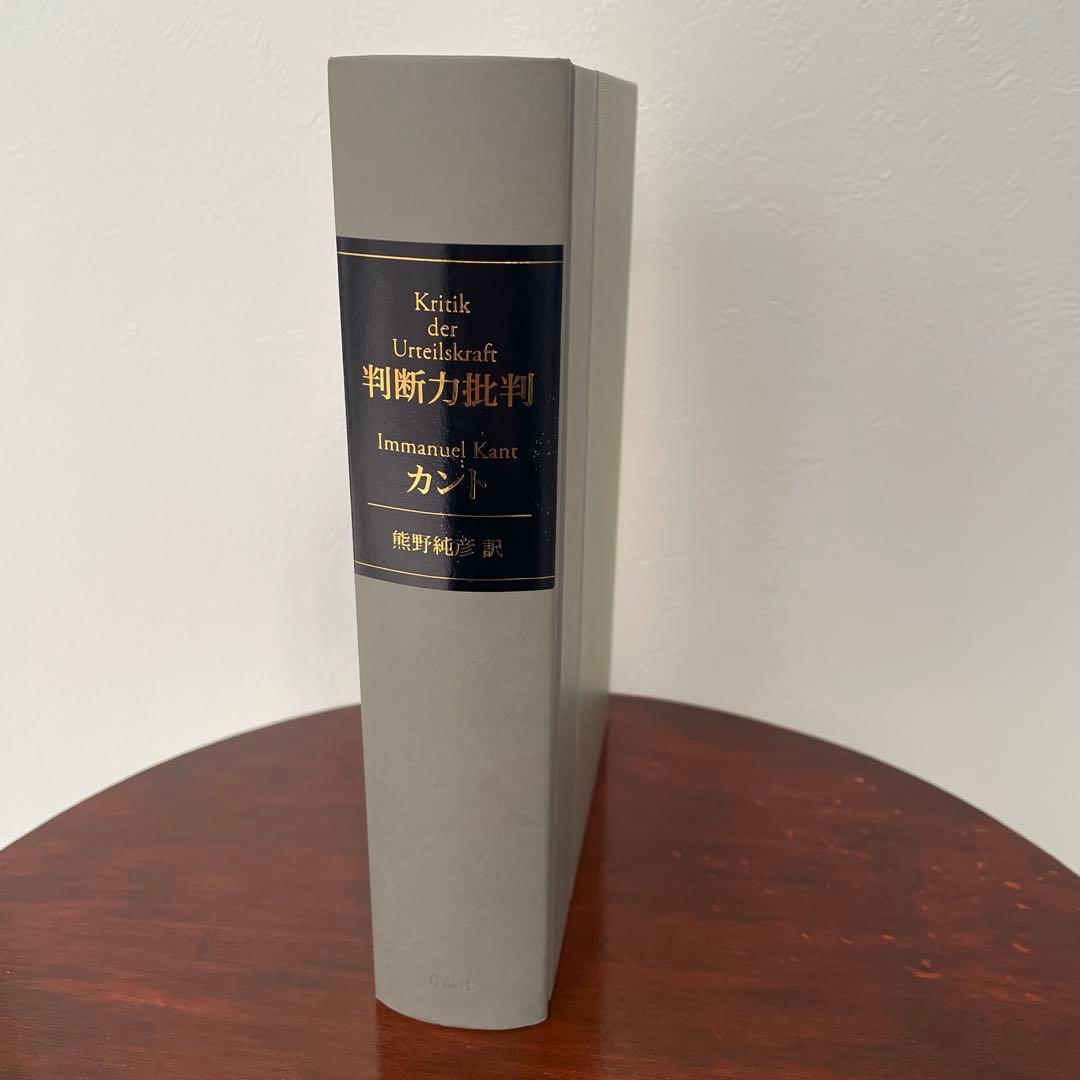 Kritik
der
Urteilskraft
判断力批判
Immanuel Kant
カント
熊野純彦 訳